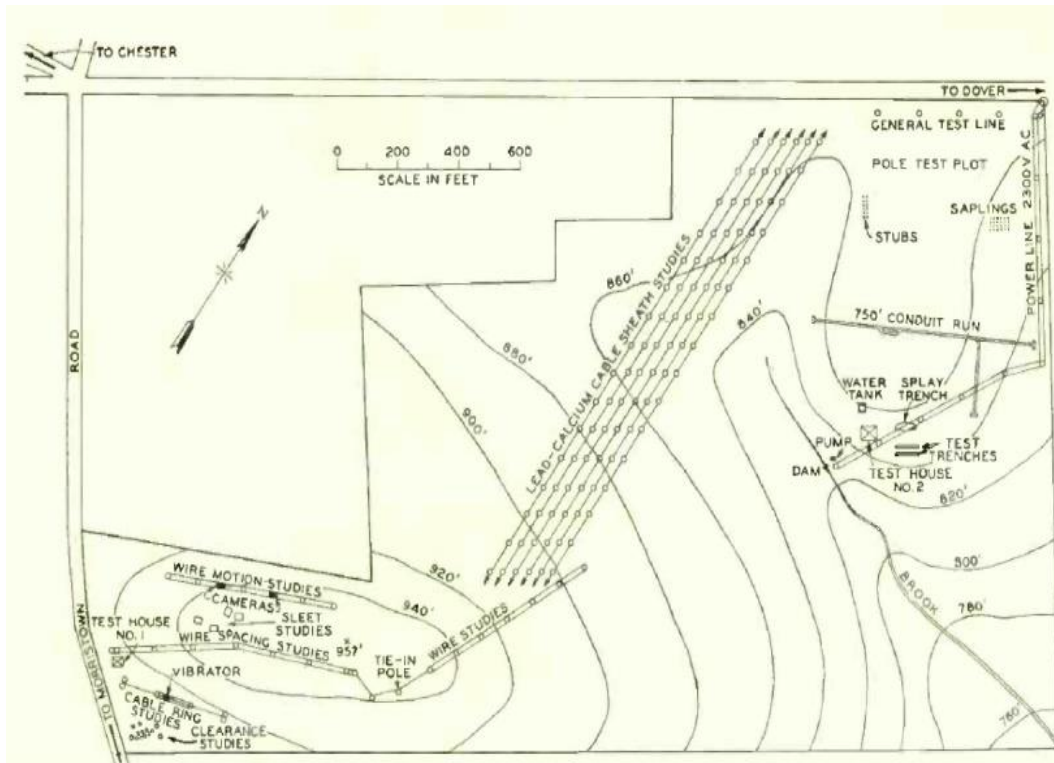 TO CHESTER
TO DOVER
GENERAL TEST LINE
0 200 400 600
SCALE IN FEET
POLE TEST PLOT
POWER LINE 2300 V AC
SAPLINGS
STUBS
N
LEAD-CALCIUM CABLE SHEATH STUDIES
860'
840'
750' CONDUIT RUN
880'
ROAD
WATER
TANK
SPLAY
TRENCH
900'
PUMP
TEST
TRENCHES
DAM
TEST HOUSE
NO. 2
820'
800'
920'
WIRE MOTION STUDIES
BROOK
940'
CAMERAS
780'
SLEET
STUDIES
TEST HOUSE
NO. 1
WIRE SPACING STUDIES
WIRE STUDIES
TIE-IN
POLE
TO MORRISTOWN
VIBRATOR
760'
CABLE RING
STUDIES
CLEARANCE
STUDIES